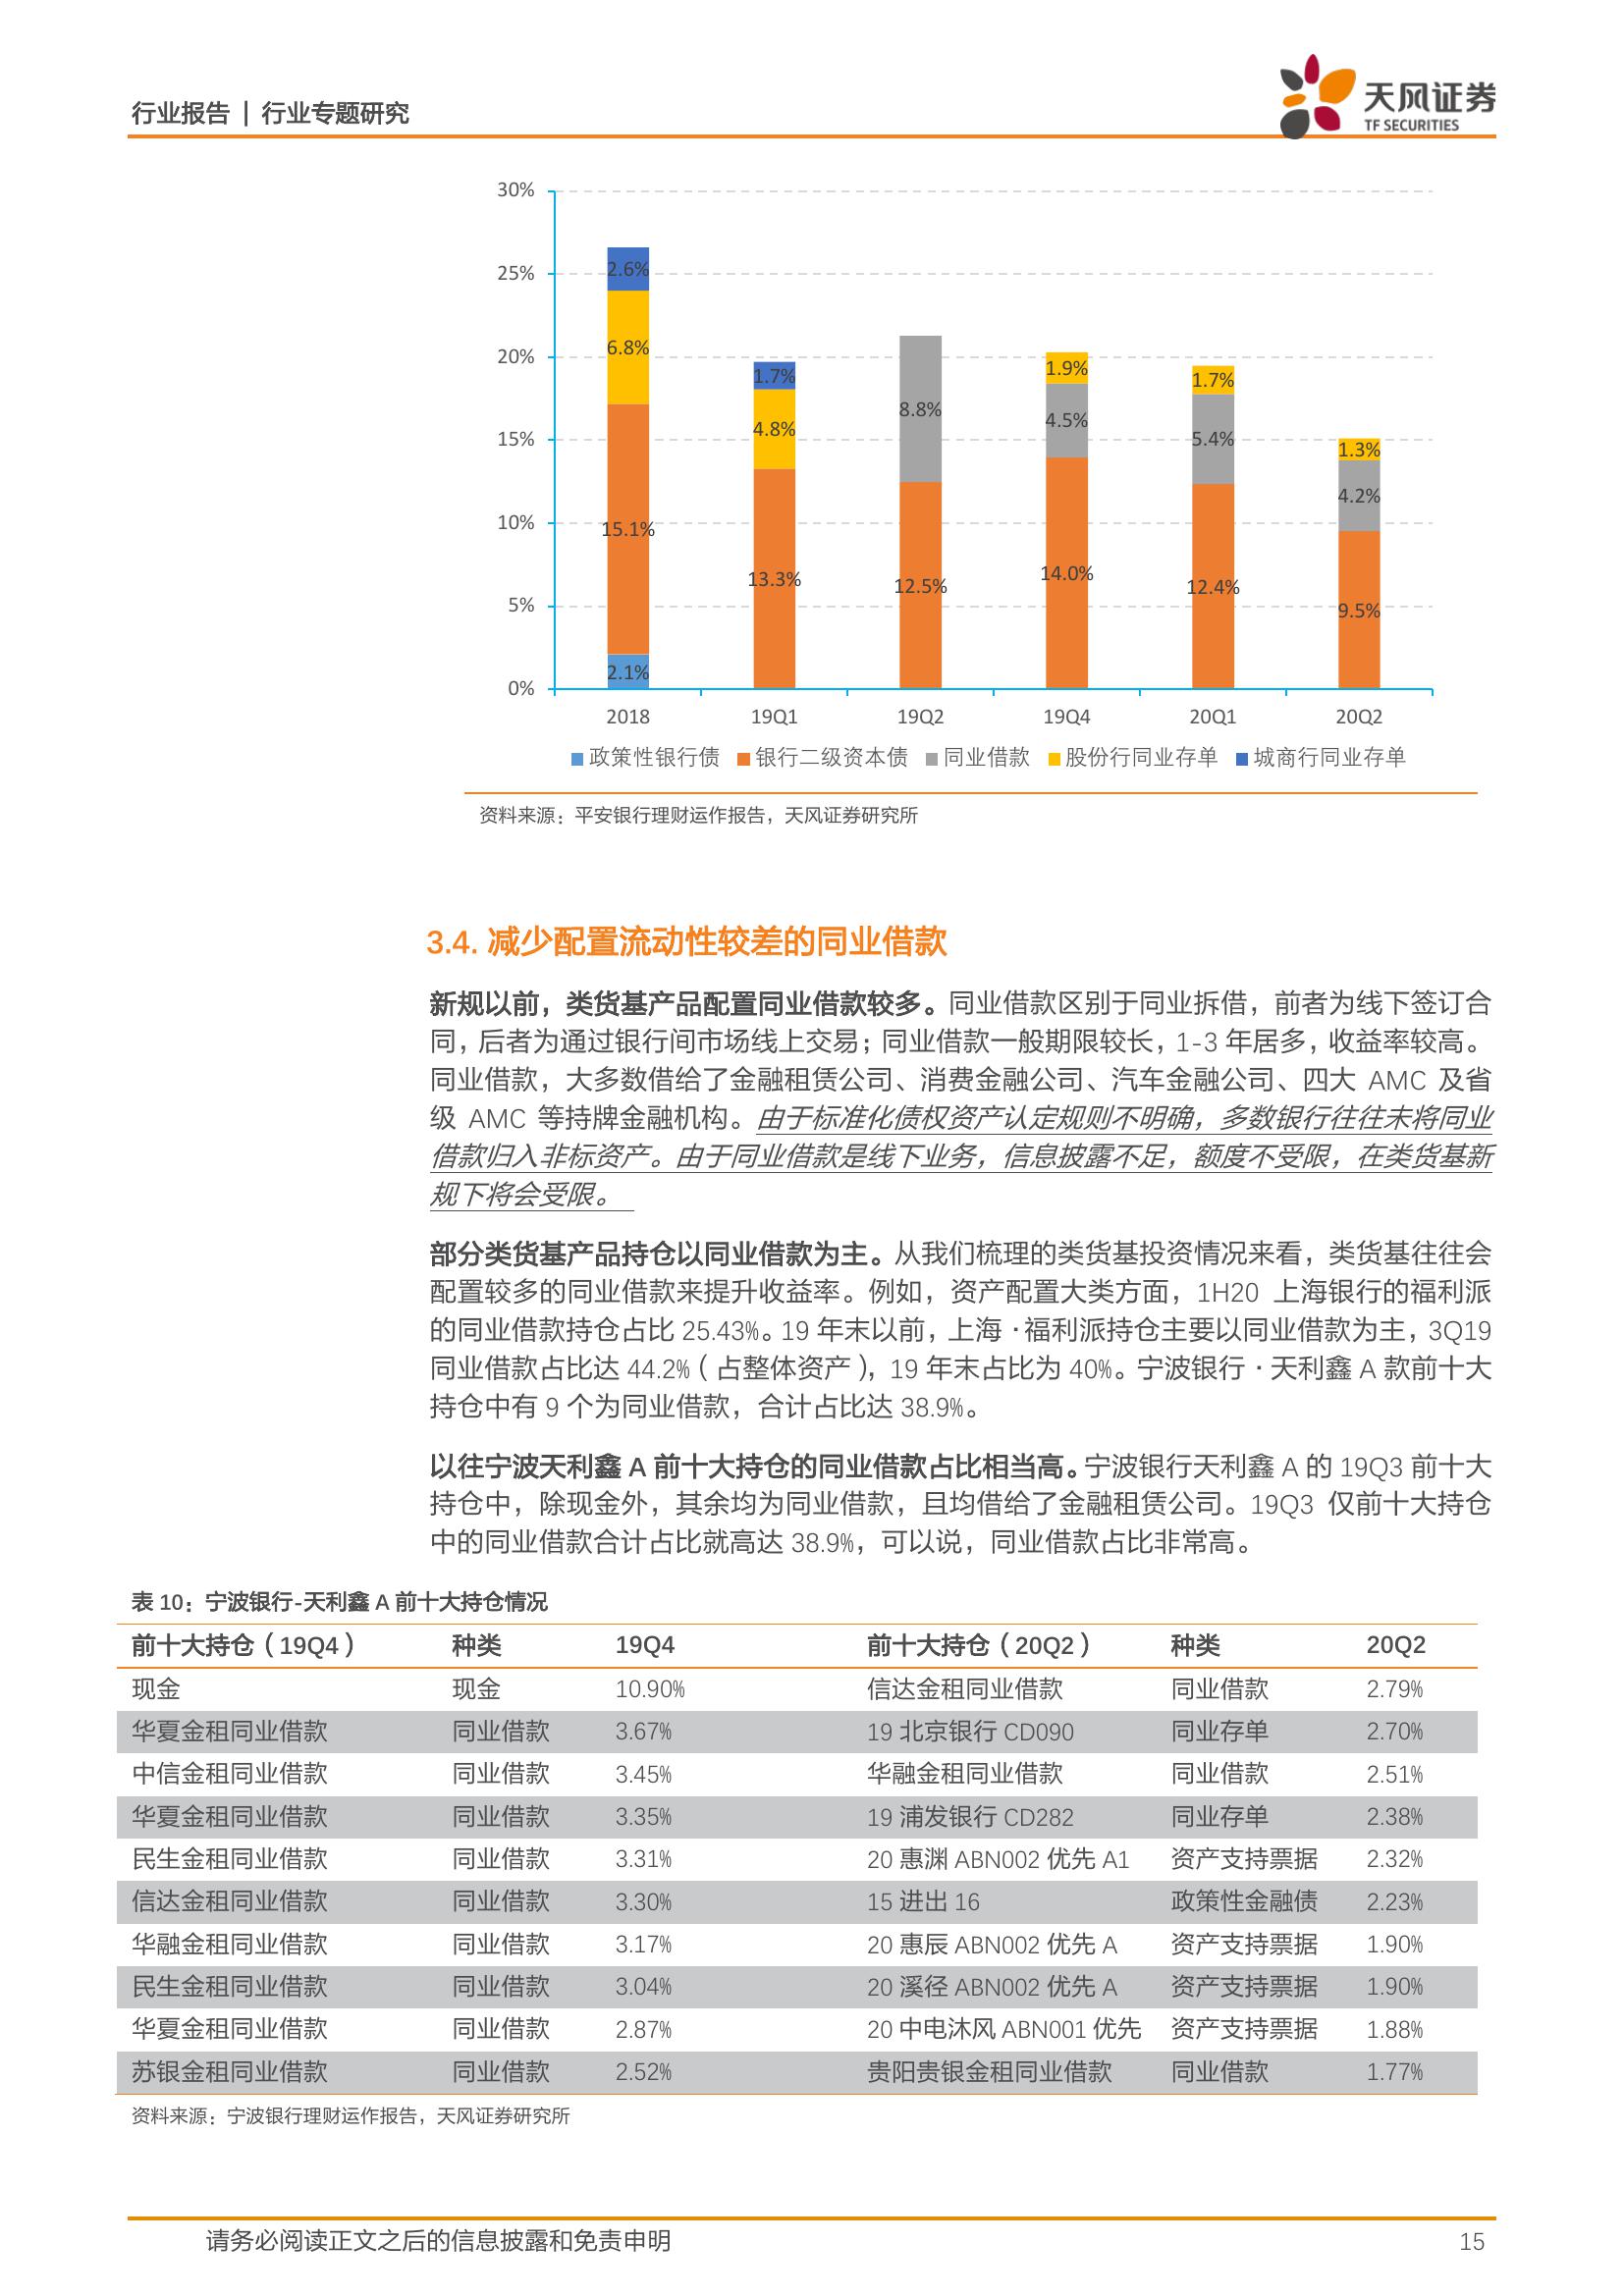 行业报告 | 行业专题研究
天风证券
TF SECURITIES
30%
25%
20%
15%
10%
5%
0%
2.6%
6.8%
15.1%
2.1%
1.7%
4.8%
13.3%
8.8%
12.5%
1.9%
4.5%
14.0%
1.7%
5.4%
12.4%
1.3%
4.2%
9.5%
2018 19Q1 19Q2 19Q4 20Q1 20Q2
政策性银行债 银行二级资本债 同业借款 股份行同业存单 城商行同业存单
资料来源：平安银行理财运作报告，天风证券研究所
3.4. 减少配置流动性较差的同业借款
新规以前，类货基产品配置同业借款较多。同业借款区别于同业拆借，前者为线下签订合
同，后者为通过银行间市场线上交易；同业借款一般期限较长，1-3 年居多，收益率较高。
同业借款，大多数借给了金融租赁公司、消费金融公司、汽车金融公司、四大 AMC 及省
级 AMC 等持牌金融机构。由于标准化债权资产认定规则不明确，多数银行往往未将同业
借款归入非标资产。由于同业借款是线下业务，信息披露不足，额度不受限，在类货基新
规下将会受限。
部分类货基产品持仓以同业借款为主。从我们梳理的类货基投资情况来看，类货基往往会
配置较多的同业借款来提升收益率。例如，资产配置大类方面，1H20 上海银行的福利派
的同业借款持仓占比 25.43%。19 年末以前，上海·福利派持仓主要以同业借款为主，3Q19
同业借款占比达 44.2%（占整体资产），19 年末占比为 40%。宁波银行·天利鑫 A 款前十大
持仓中有 9 个为同业借款，合计占比达 38.9%。
以往宁波天利鑫 A 前十大持仓的同业借款占比相当高。宁波银行天利鑫 A 的 19Q3 前十大
持仓中，除现金外，其余均为同业借款，且均借给了金融租赁公司。19Q3 仅前十大持仓
中的同业借款合计占比就高达 38.9%，可以说，同业借款占比非常高。
表 10：宁波银行-天利鑫 A 前十大持仓情况
前十大持仓（19Q4） 种类 19Q4 前十大持仓（20Q2） 种类 20Q2
现金 现金 10.90% 信达金租同业借款 同业借款 2.79%
华夏金租同业借款 同业借款 3.67% 19 北京银行 CD090 同业存单 2.70%
中信金租同业借款 同业借款 3.45% 华融金租同业借款 同业借款 2.51%
华夏金租同业借款 同业借款 3.35% 19 浦发银行 CD282 同业存单 2.38%
民生金租同业借款 同业借款 3.31% 20 惠渊 ABN002 优先 A1 资产支持票据 2.32%
信达金租同业借款 同业借款 3.30% 15 进出 16 政策性金融债 2.23%
华融金租同业借款 同业借款 3.17% 20 惠辰 ABN002 优先 A 资产支持票据 1.90%
民生金租同业借款 同业借款 3.04% 20 溪径 ABN002 优先 A 资产支持票据 1.90%
华夏金租同业借款 同业借款 2.87% 20 中电沐风 ABN001 优先 资产支持票据 1.88%
苏银金租同业借款 同业借款 2.52% 贵阳贵银金租同业借款 同业借款 1.77%
资料来源：宁波银行理财运作报告，天风证券研究所
请务必阅读正文之后的信息披露和免责申明 15